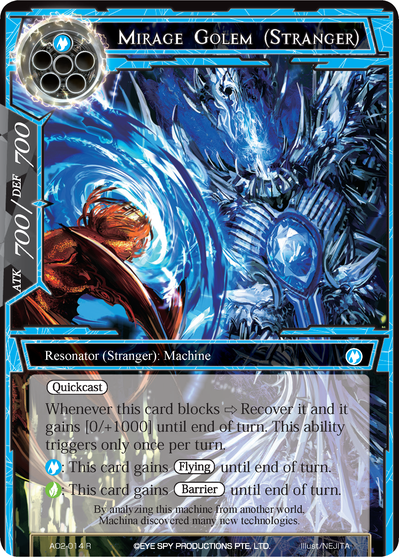 Mirage Golem (Stranger)
ATK 700/DEF 700
Resonator (Stranger): Machine
Quickcast
Whenever this card blocks ⇨ Recover it and it
gains [0/+1000] until end of turn. This ability
triggers only once per turn.
: This card gains Flying until end of turn.
: This card gains Barrier until end of turn.
By analyzing this machine from another world,
Machina discovered many new technologies.
A02-014 R
©EYE SPY PRODUCTIONS PTE. LTD.
Illust/NEJITA